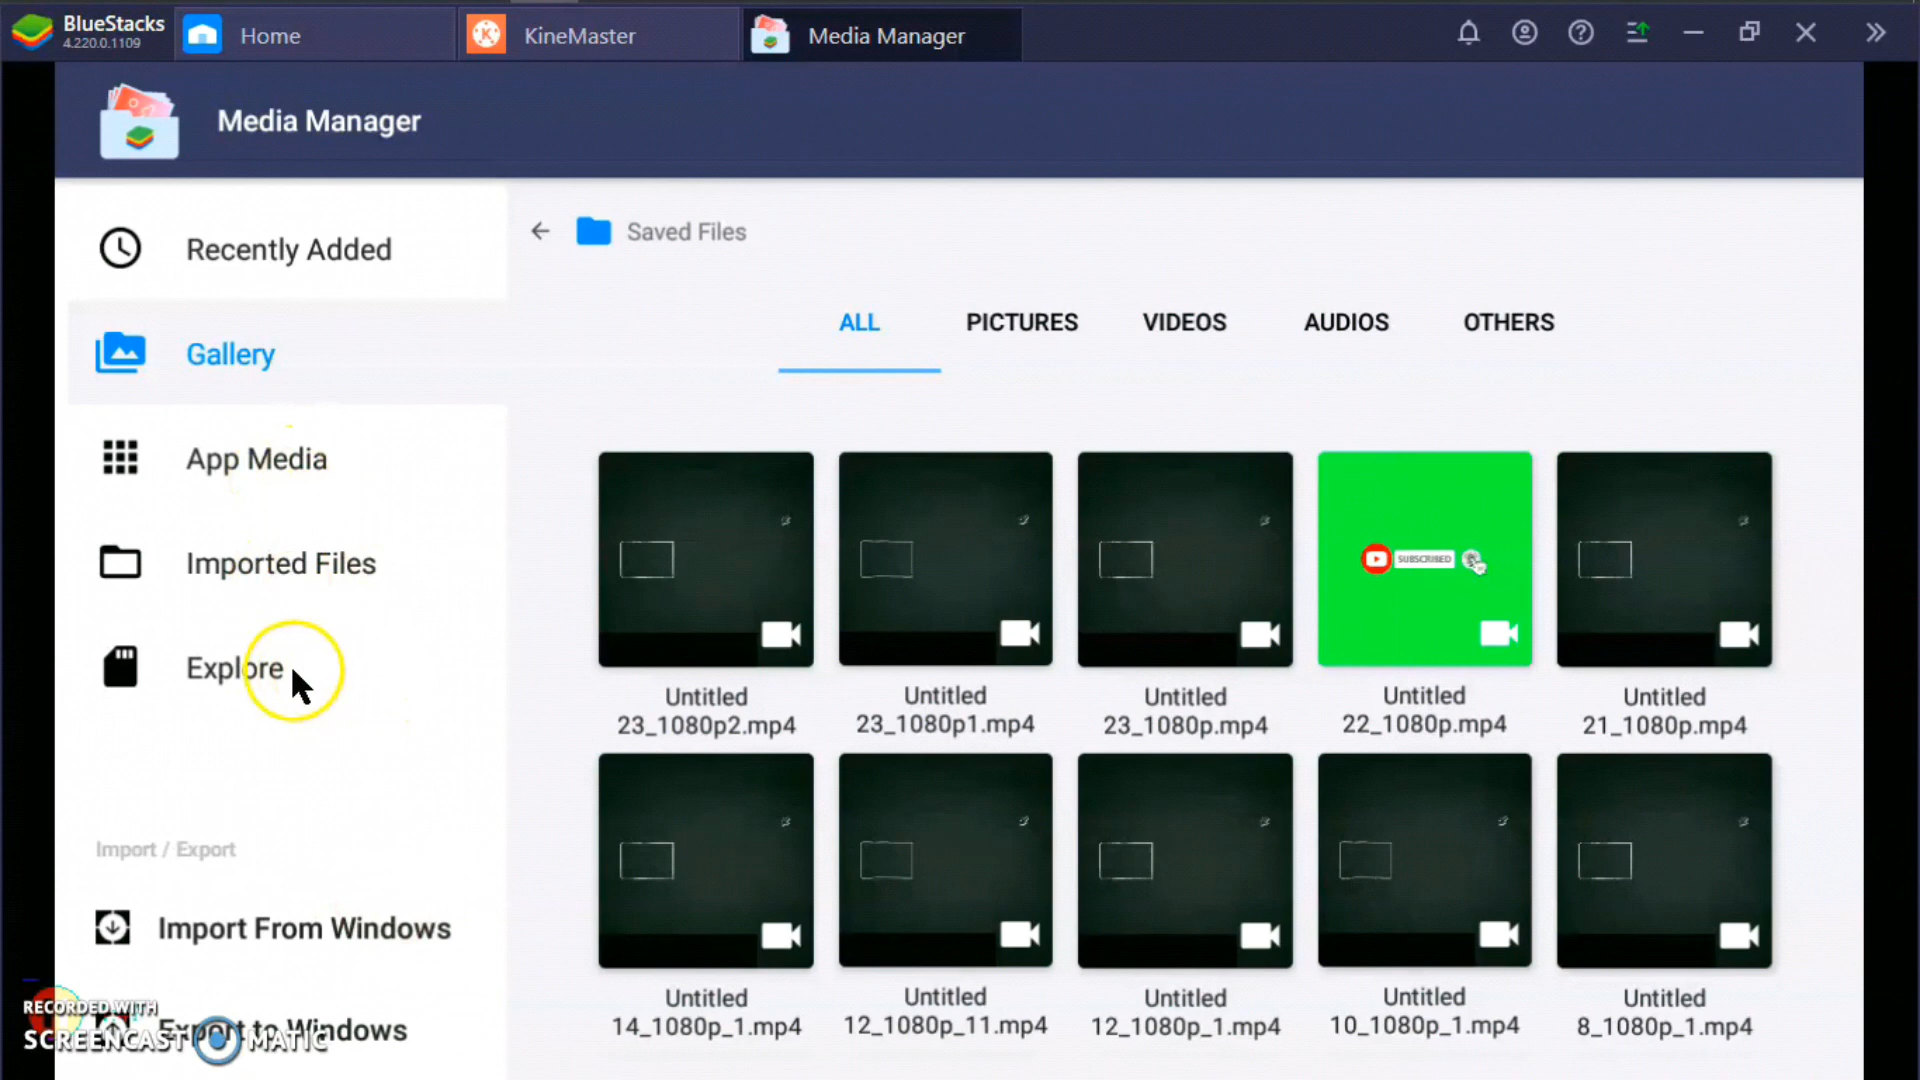 BlueStacks
4.220.0.1109
Home
KineMaster
Media Manager
Media Manager
Recently Added
Gallery
App Media
Imported Files
Explore
Import / Export
Import From Windows
Export to Windows
RECORDED WITH
SCREENCAST MATIC
Saved Files
ALL PICTURES VIDEOS AUDIOS OTHERS
SUBSCRIBED
Untitled
23_1080p2.mp4
Untitled
23_1080p1.mp4
Untitled
23_1080p.mp4
Untitled
22_1080p.mp4
Untitled
21_1080p.mp4
Untitled
14_1080p_1.mp4
Untitled
12_1080p_11.mp4
Untitled
12_1080p_1.mp4
Untitled
10_1080p_1.mp4
Untitled
8_1080p_1.mp4